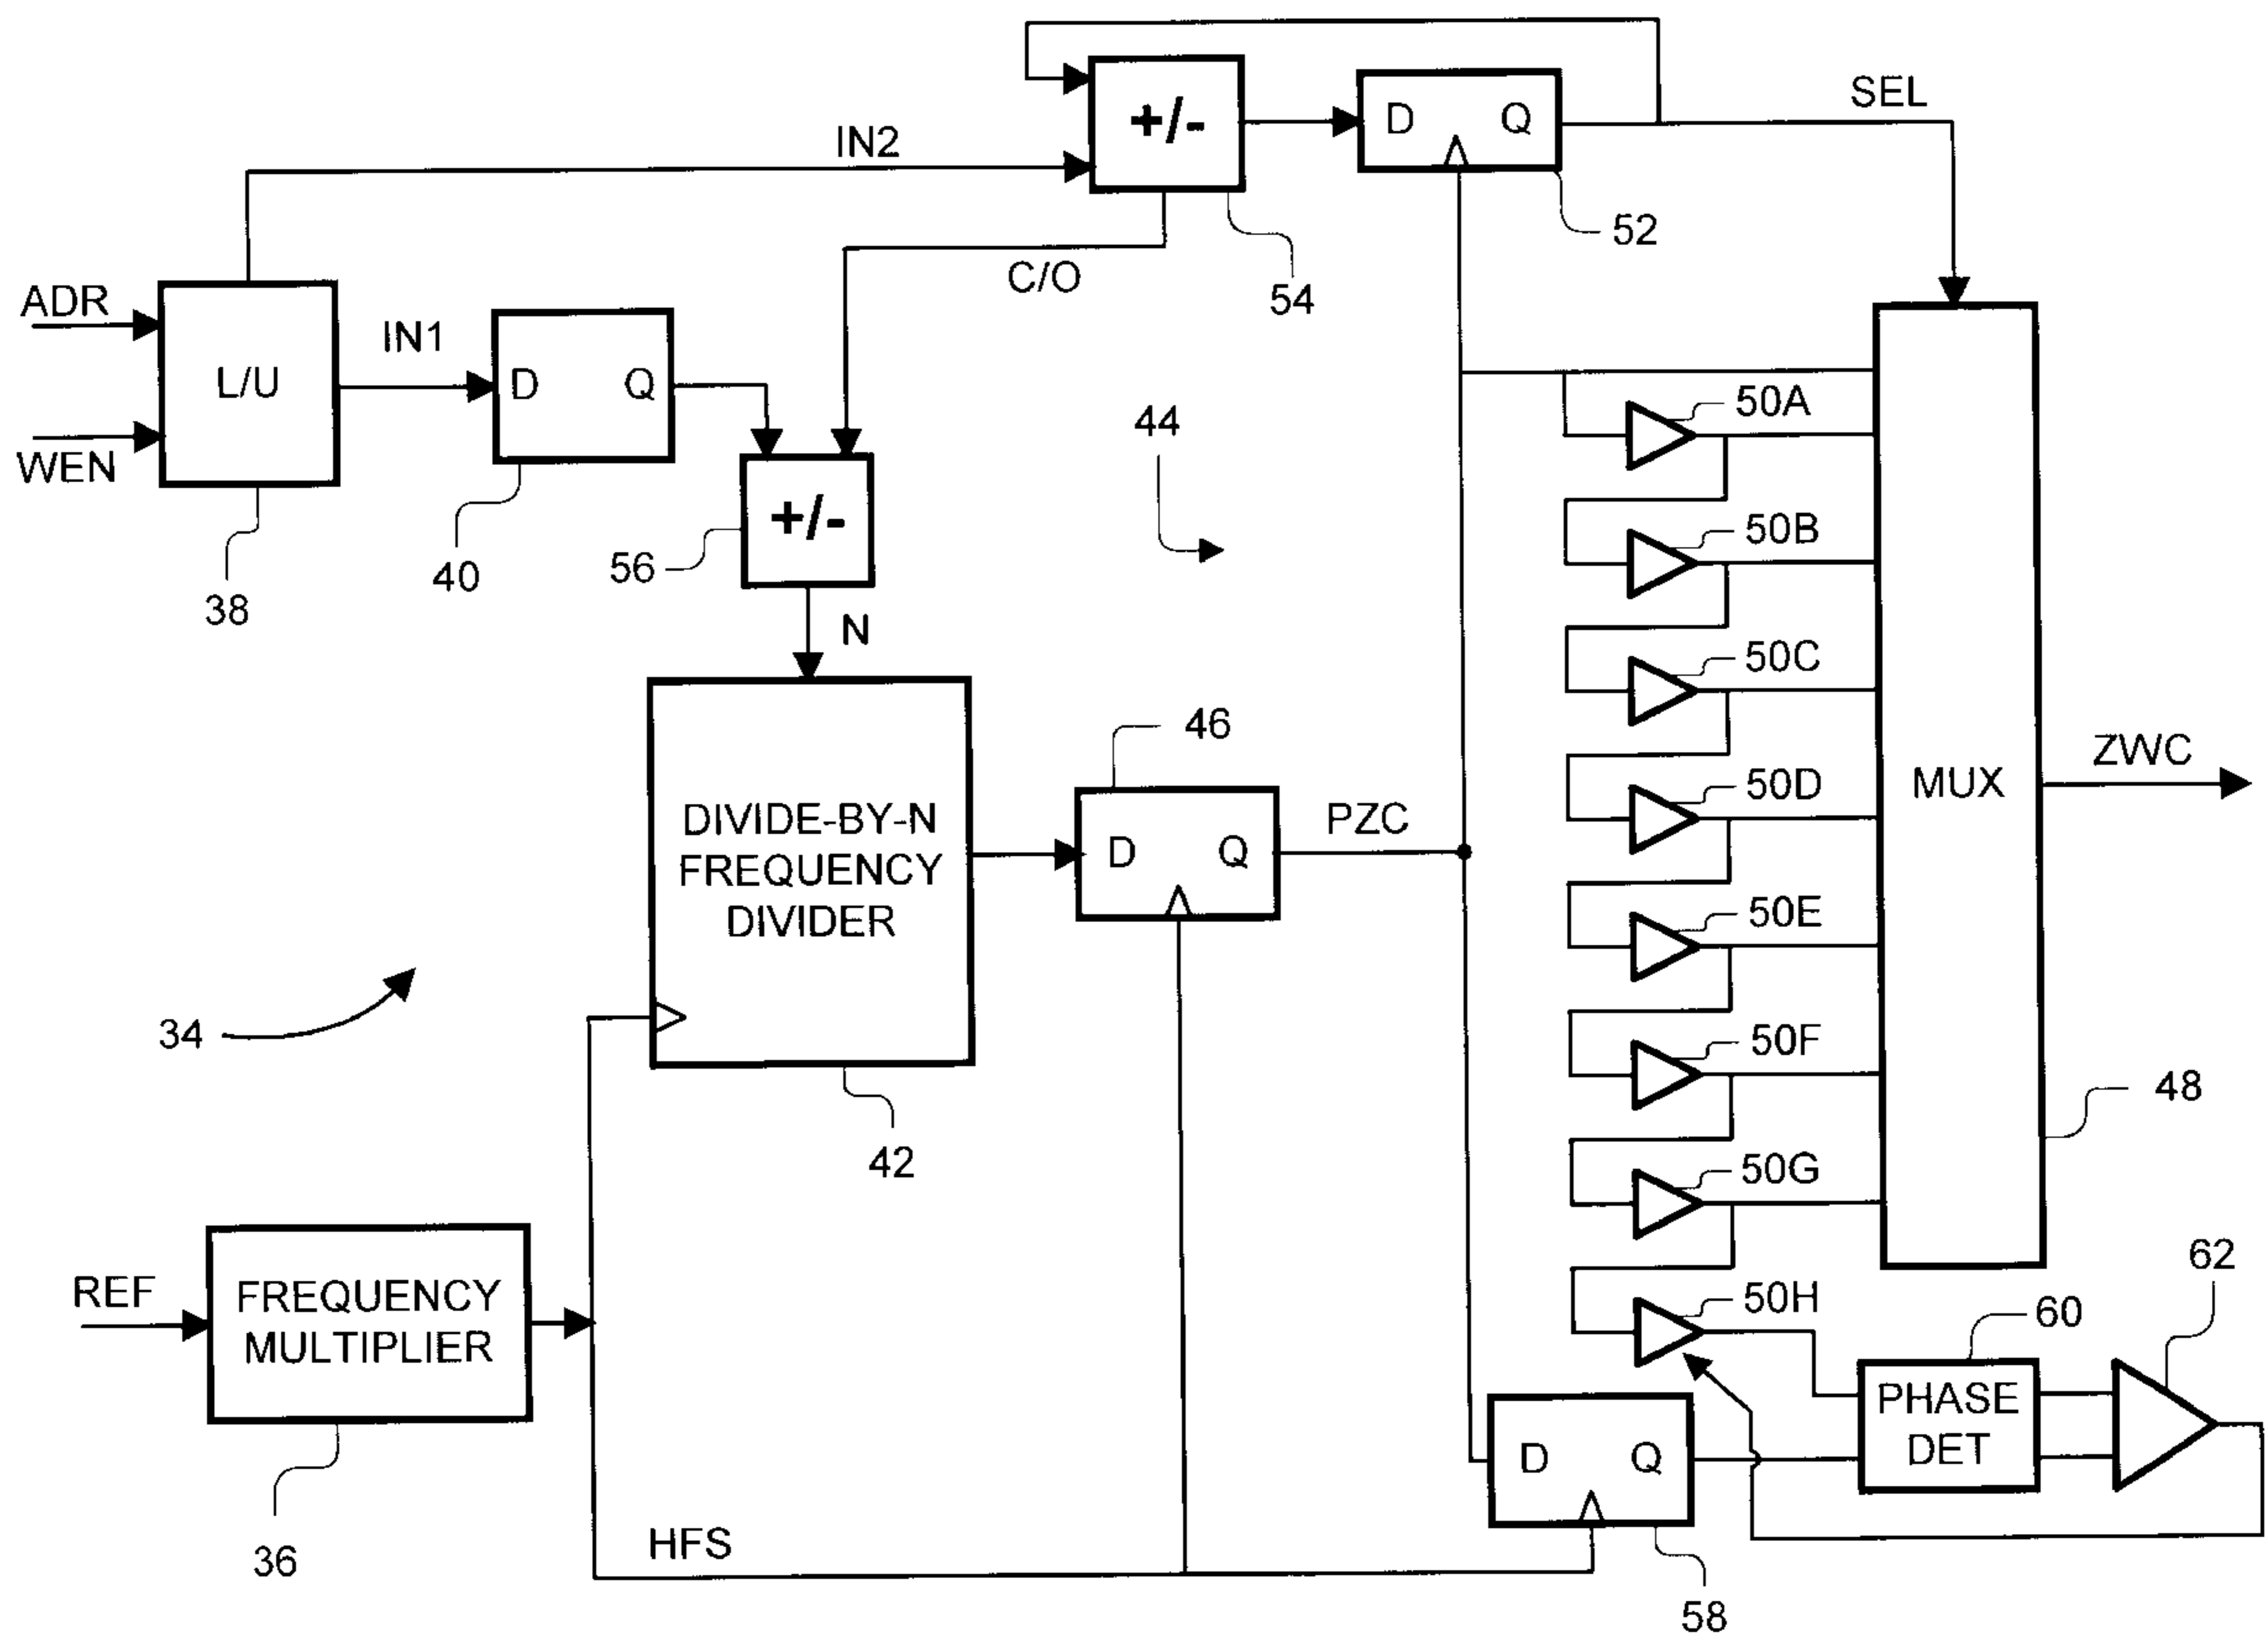 SEL
+/-
D Q
IN2
52
C/O
54
ADR
IN1
L/U
D Q
50A
44
WEN
+/-
50B
56
40
38
N
50C
46
ZWC
50D
MUX
DIVIDE-BY-N
FREQUENCY
DIVIDER
PZC
D Q
50E
34
50F
48
42
50G
62
REF
FREQUENCY
MULTIPLIER
50H
60
PHASE
DET
D Q
HFS
36
58